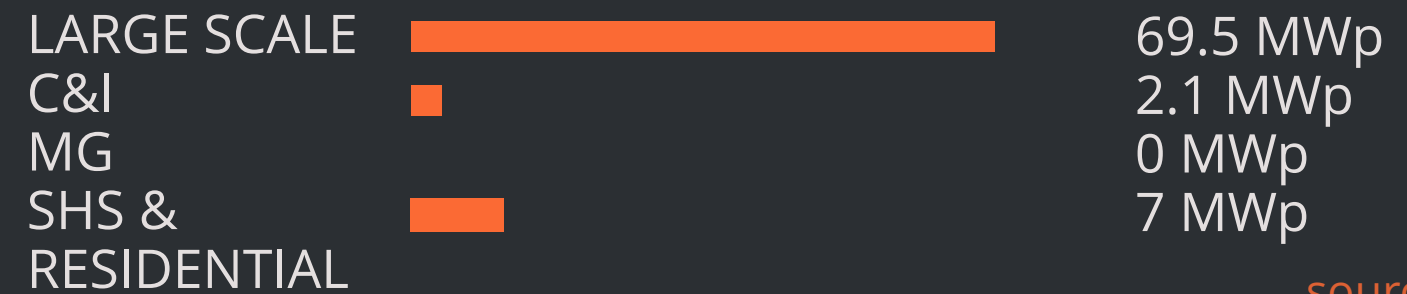 LARGE SCALE 69.5 MWp
C&I 2.1 MWp
MG 0 MWp
SHS & 7 MWp
RESIDENTIAL